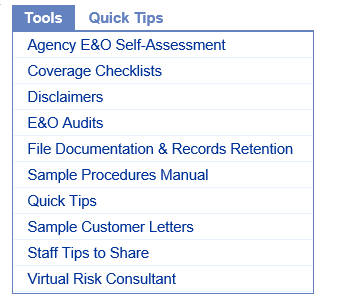 Tools Quick Tips
Agency E&O Self-Assessment
Coverage Checklists
Disclaimers
E&O Audits
File Documentation & Records Retention
Sample Procedures Manual
Quick Tips
Sample Customer Letters
Staff Tips to Share
Virtual Risk Consultant